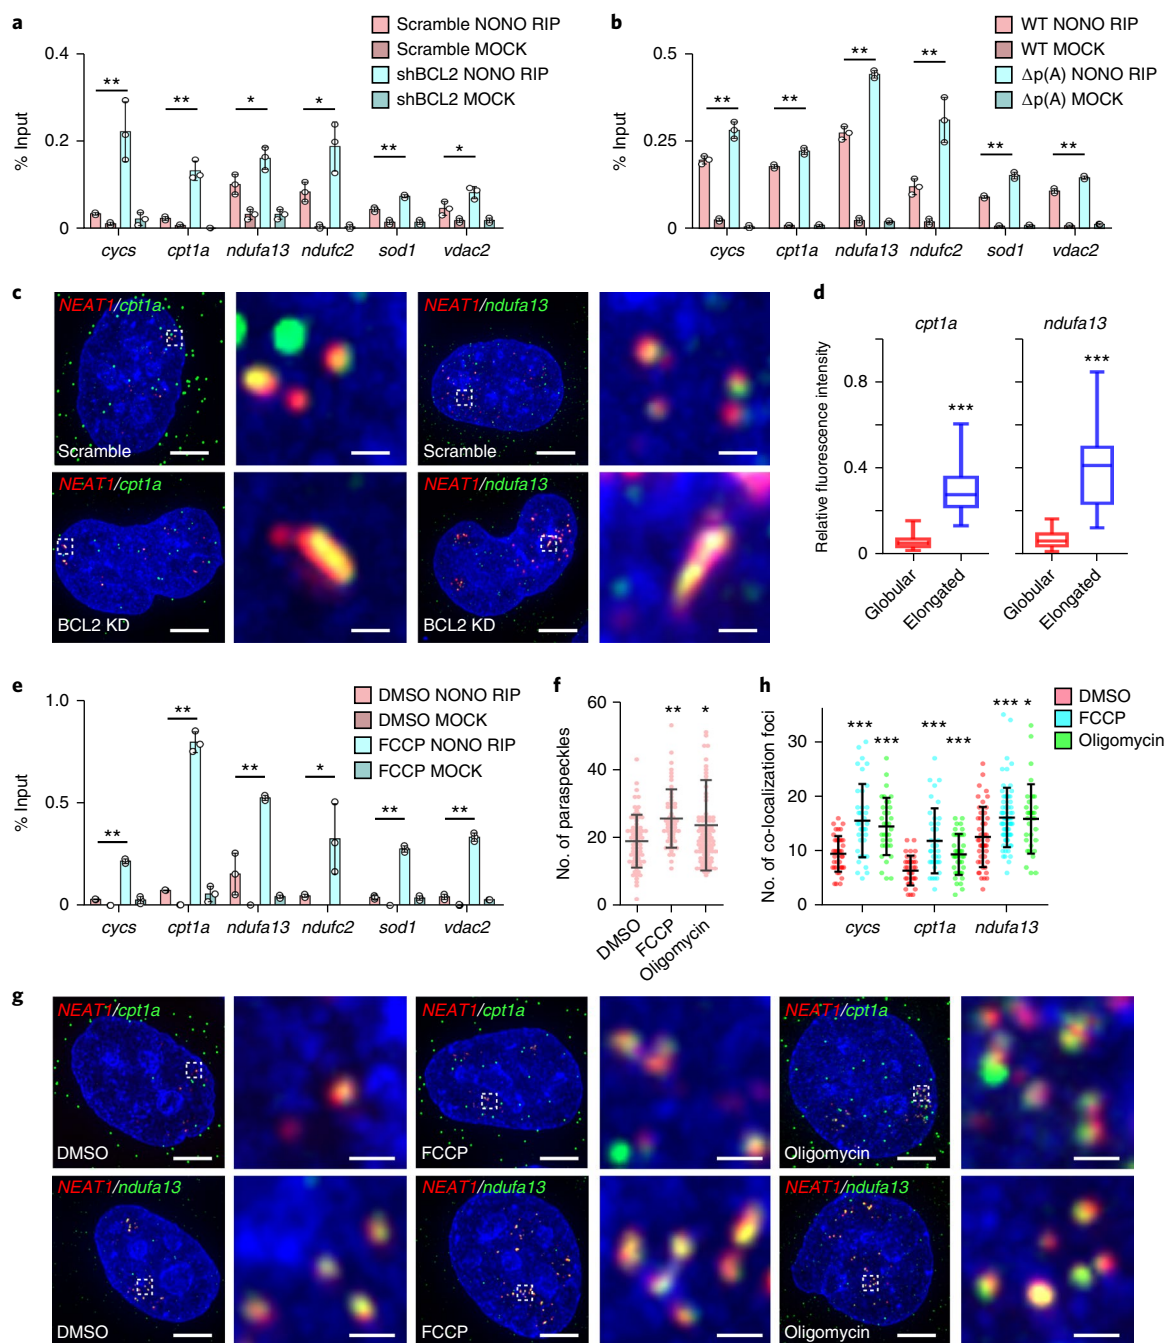 a
Scramble NONO RIP
Scramble MOCK
shBCL2 NONO RIP
shBCL2 MOCK
% Input
0.4
0.2
0
**
**
*
*
**
*
cycs
cpt1a
ndufa13
ndufc2
sod1
vdac2
b
WT NONO RIP
WT MOCK
Δp(A) NONO RIP
Δp(A) MOCK
% Input
0.5
0.25
0
**
**
**
**
**
**
cycs
cpt1a
ndufa13
ndufc2
sod1
vdac2
c
NEAT1/cpt1a
Scramble
NEAT1/ndufa13
Scramble
NEAT1/cpt1a
BCL2 KD
NEAT1/ndufa13
BCL2 KD
d
cpt1a
ndufa13
Relative fluorescence intensity
0.8
0.4
0
***
***
Globular
Elongated
Globular
Elongated
e
DMSO NONO RIP
DMSO MOCK
FCCP NONO RIP
FCCP MOCK
% Input
1.0
0.5
0
**
**
**
*
**
**
cycs
cpt1a
ndufa13
ndufc2
sod1
vdac2
f
No. of paraspeckles
60
40
20
0
**
*
DMSO
FCCP
Oligomycin
h
DMSO
FCCP
Oligomycin
No. of co-localization foci
30
20
10
0
***
***
***
***
***
*
cycs
cpt1a
ndufa13
g
NEAT1/cpt1a
DMSO
NEAT1/cpt1a
FCCP
NEAT1/cpt1a
Oligomycin
NEAT1/ndufa13
DMSO
NEAT1/ndufa13
FCCP
NEAT1/ndufa13
Oligomycin